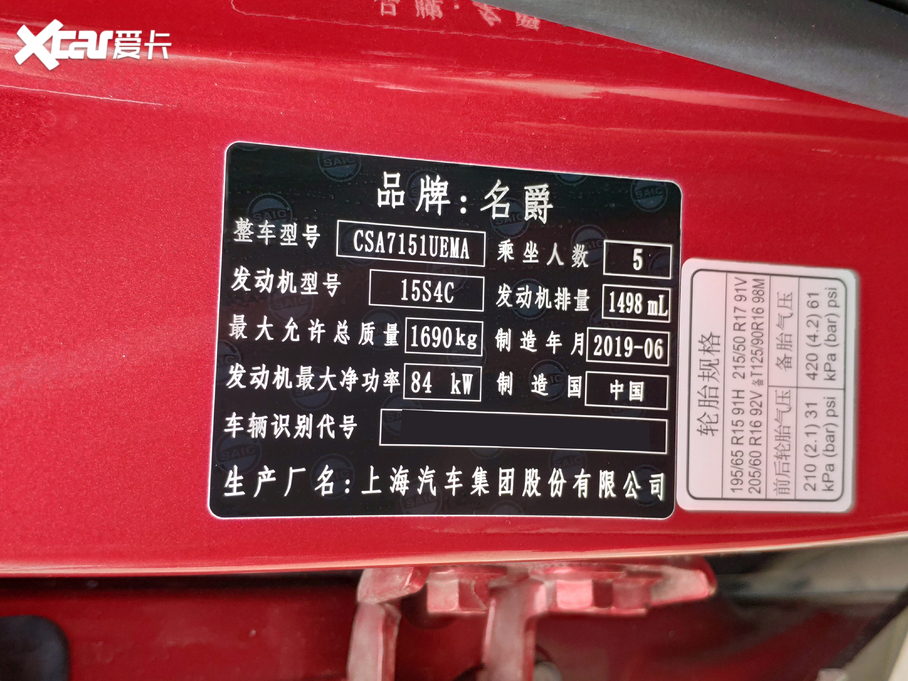 Xcar爱卡
品牌:名爵
整车型号 CSA7151UEMA 乘坐人数 5
发动机型号 15S4C 发动机排量 1498 mL
最大允许总质量 1690kg 制造年月 2019-06
发动机最大净功率 84 kW 制造国 中国
车辆识别代号
生产厂名:上海汽车集团股份有限公司
轮胎规格
195/65 R15 91H 215/50 R17 91V
205/60 R16 92V 备T125/90R16 98M
前后轮胎气压 备胎气压
210 (2.1) 31 420 (4.2) 61
kPa (bar) psi kPa (bar) psi